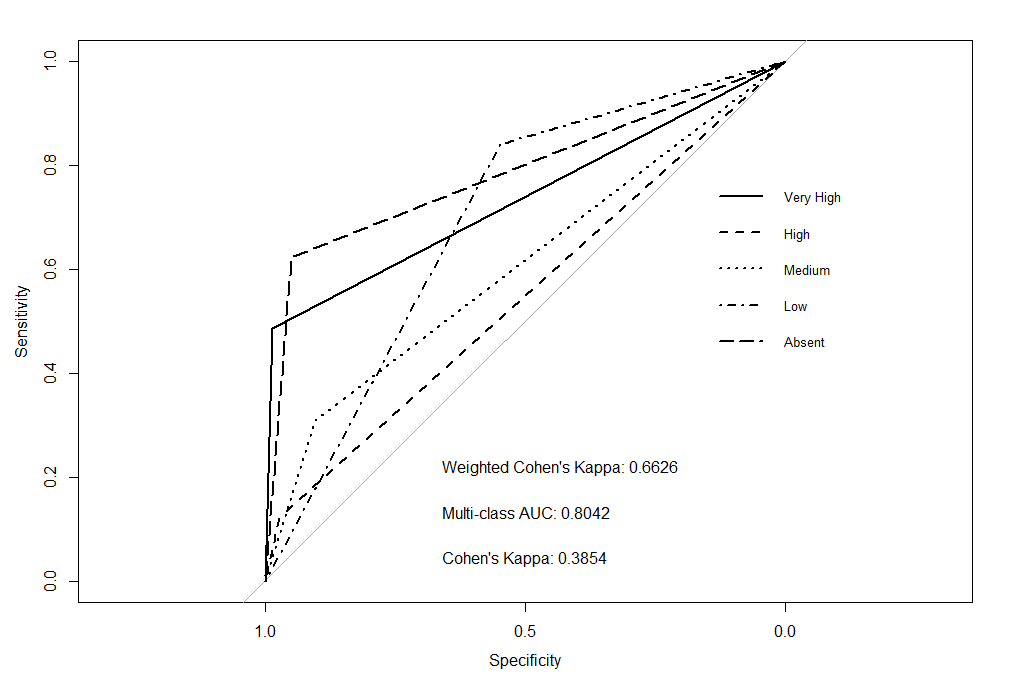 1.0
0.8
0.6
0.4
0.2
0.0
Sensitivity
Very High
High
Medium
Low
Absent
Weighted Cohen's Kappa: 0.6626
Multi-class AUC: 0.8042
Cohen's Kappa: 0.3854
1.0 0.5 0.0
Specificity